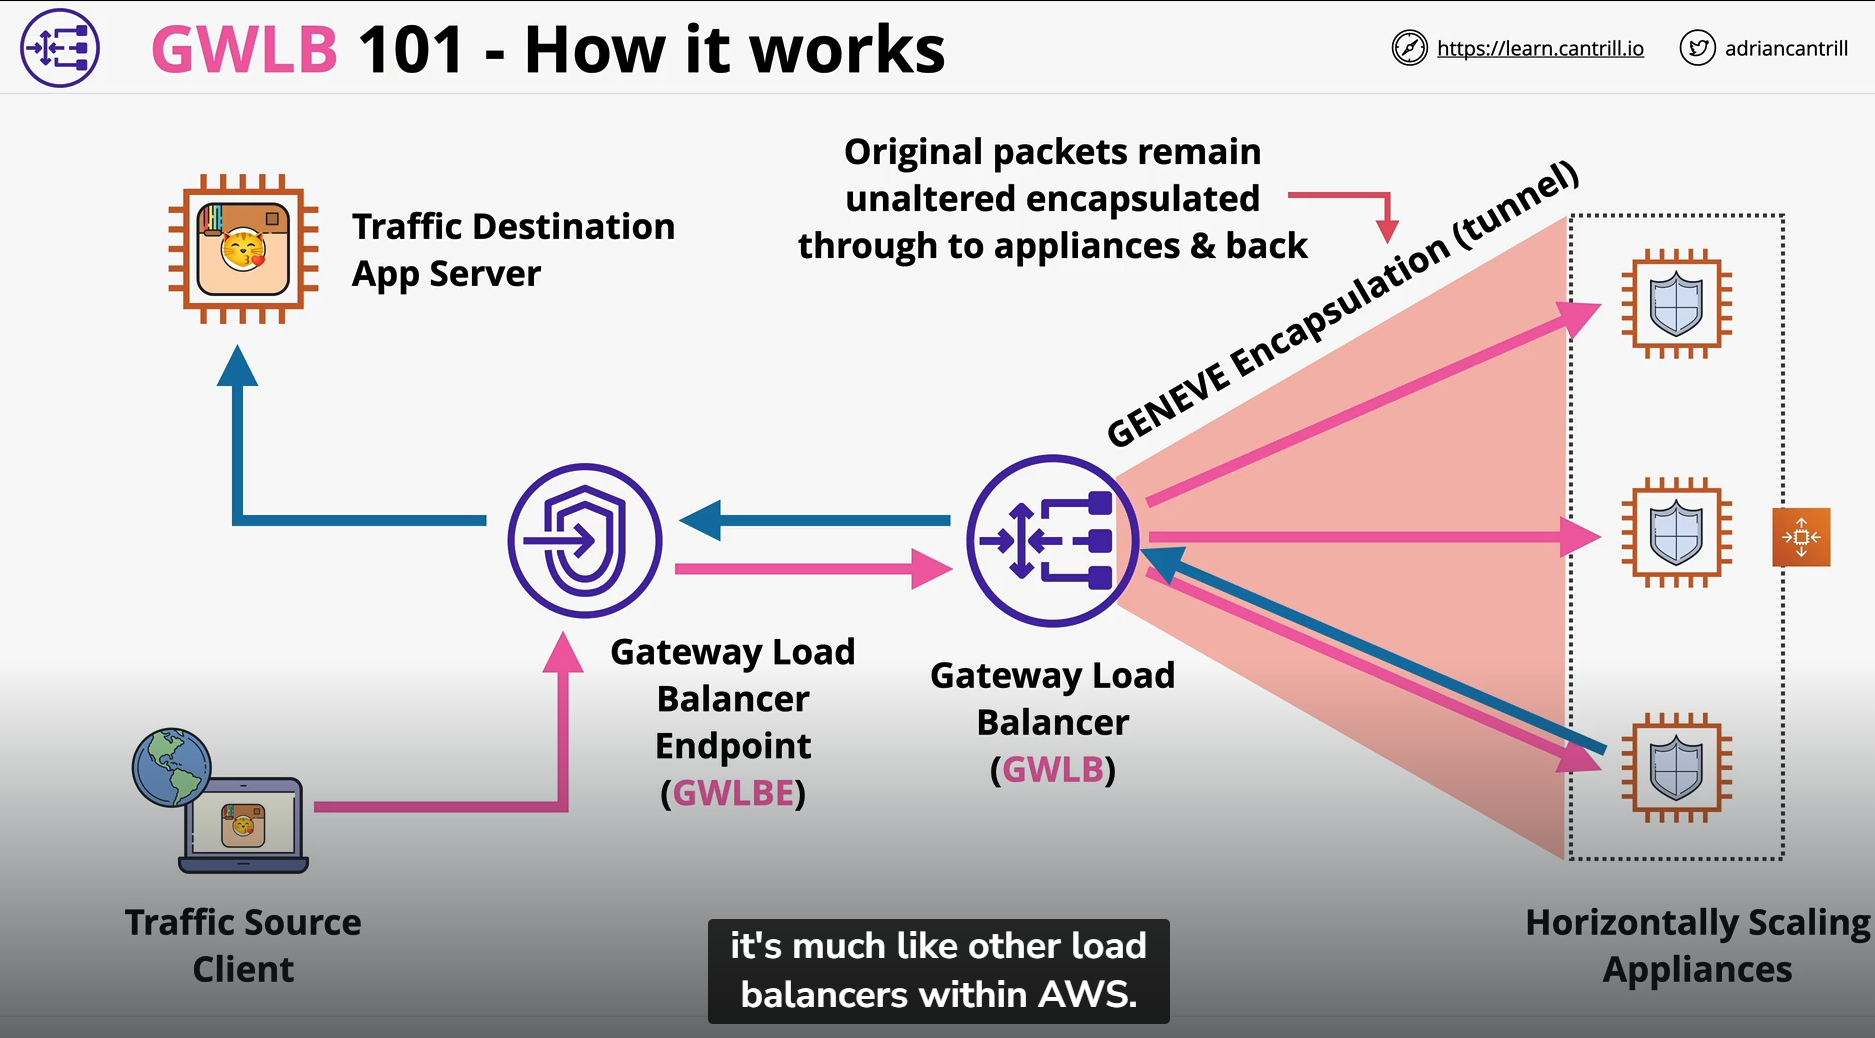 GWLB 101 - How it works
https://learn.cantrill.io
adriancantrill
Original packets remain
unaltered encapsulated
through to appliances & back
GENEVE Encapsulation (tunnel)
Traffic Destination
App Server
Gateway Load
Balancer
Endpoint
(GWLBE)
Gateway Load
Balancer
(GWLB)
Traffic Source
Client
Horizontally Scaling
Appliances
it's much like other load
balancers within AWS.